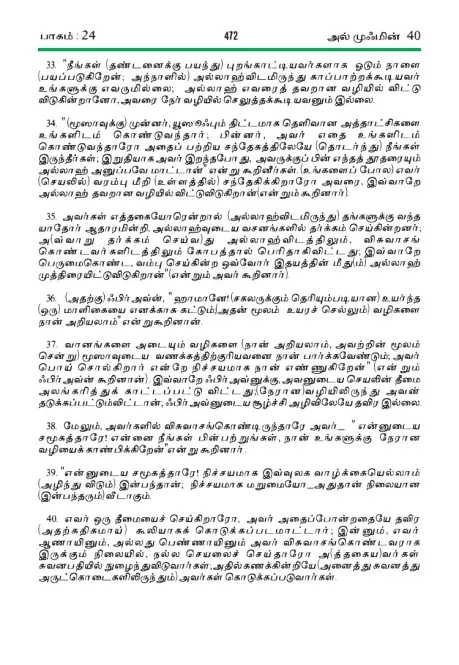 பாகம் : 24 472 அல் முஃமின் 40
33. "நீங்கள் (தண்டனைக்கு பயந்து) புறங்காட்டியவர்களாக ஓடும் நாளை
(பயப்படுகிறேன்; அந்நாளில்) அல்லாஹ்விடமிருந்து காப்பாற்றக்கூடியவர்
உங்களுக்கு எவருமில்லை; அல்லாஹ் எவரைத் தவறான வழியில் விட்டு
விடுகின்றானோ, அவரை நேர் வழியில் செலுத்தக்கூடியவனும் இல்லை.
34. "(மூஸாவுக்கு) முன்னர், யூஸுஃபும் திட்டமாக தெளிவான அத்தாட்சிகளை
உங்களிடம் கொண்டுவந்தார்; பின்னர், அவர் எதை உங்களிடம்
கொண்டுவந்தாரோ அதைப் பற்றிய சந்தேகத்திலேயே (தொடர்ந்து) நீங்கள்
இருந்தீர்கள்; இறுதியாக அவர் இறந்தபோது, அவருக்குப் பின் எந்தத் தூதரையும்
அல்லாஹ் அனுப்பவே மாட்டான்" என்று கூறினீர்கள். (உங்களைப் போல) எவர்
(செயலில்) வரம்பு மீறி (உள்ளத்தில்) சந்தேகிக்கிறாரோ அவரை, இவ்வாறே
அல்லாஹ் தவறான வழியில் விட்டுவிடுகிறான்(என்று கூறினார்).
35. அவர்கள் எத்தகையோரென்றால் (அல்லாஹ்விடமிருந்து) தங்களுக்கு வந்த
யாதோர் ஆதாரமின்றி, அல்லாஹ்வுடைய வசனங்களில் தர்க்கம் செய்கின்றனர்;
அ(வ்வாறு தர்க்கம் செய்வ)து அல்லாஹ்விடத்திலும், விசுவாசங்
கொண்டவர்களிடத்திலும் கோபத்தால் பெரிதாகிவிட்டது; இவ்வாறே
பெருமைகொண்ட, வம்பு செய்கின்ற ஒவ்வோர் இதயத்தின் மீது(ம்) அல்லாஹ்
முத்திரையிட்டுவிடுகிறான்"(என்றும் அவர் கூறினார்).
36. (அதற்கு) ஃபிர்அவ்ன், "ஹாமானே! (சகலருக்கும் தெரியும்படியான) உயர்ந்த
(ஒரு) மாளிகையை எனக்காக கட்டும்;(அதன் மூலம் உயரச் செல்லும்) வழிகளை
நான் அறியலாம்" என்று கூறினான்.
37. வானங்களை அடையும் வழிகளை (நான் அறியலாம், அவற்றின் மூலம்
சென்று) மூஸாவுடைய வணக்கத்திற்குரியவனை நான் பார்க்கவேண்டும்; அவர்
பொய் சொல்கிறார் என்றே நிச்சயமாக நான் எண்ணுகிறேன்" (என்றும்
ஃபிர்அவ்ன் கூறினான்). இவ்வாறே ஃபிர்அவ்னுக்கு, அவனுடைய செயலின் தீமை
அலங்கரித்துக் காட்டப்பட்டு விட்டது;(நேரான)வழியிலிருந்து அவன்
தடுக்கப்பட்டும்விட்டான், ஃபிர்அவ்னுடைய சூழ்ச்சி அழிவிலேயே தவிர இல்லை.
38. மேலும், அவர்களில் விசுவாசங்கொண்டிருந்தாரே அவர்_ "என்னுடைய
சமூகத்தாரே! என்னை நீங்கள் பின்பற்றுங்கள், நான் உங்களுக்கு நேரான
வழியைக் காண்பிக்கிறேன்"என்று கூறினார்.
39. "என்னுடைய சமூகத்தாரே! நிச்சயமாக இவ்வுலக வாழ்க்கையெல்லாம்
(அழிந்து விடும்) இன்பந்தான்; நிச்சயமாக மறுமையோ_அதுதான் நிலையான
(இன்பந்தரும்) வீடாகும்.
40. எவர் ஒரு தீமையைச் செய்கிறாரோ, அவர் அதைப்போன்றதையே தவிர
(அதற்கதிகமாய்) கூலியாகக் கொடுக்கப்படமாட்டார்; இன்னும், எவர்
ஆணாயினும், அல்லது பெண்ணாயினும் அவர் விசுவாசங்கொண்டவராக
இருக்கும் நிலையில், நல்ல செயலைச் செய்தாரோ அ(த்தகைய)வர்கள்
சுவனபதியில் நுழைந்துவிடுவார்கள்; அதில் கணக்கின்றியே (அனைத்து சுவனத்து
அருட்கொடைகளிலிருந்தும்) அவர்கள் கொடுக்கப்படுவார்கள்.